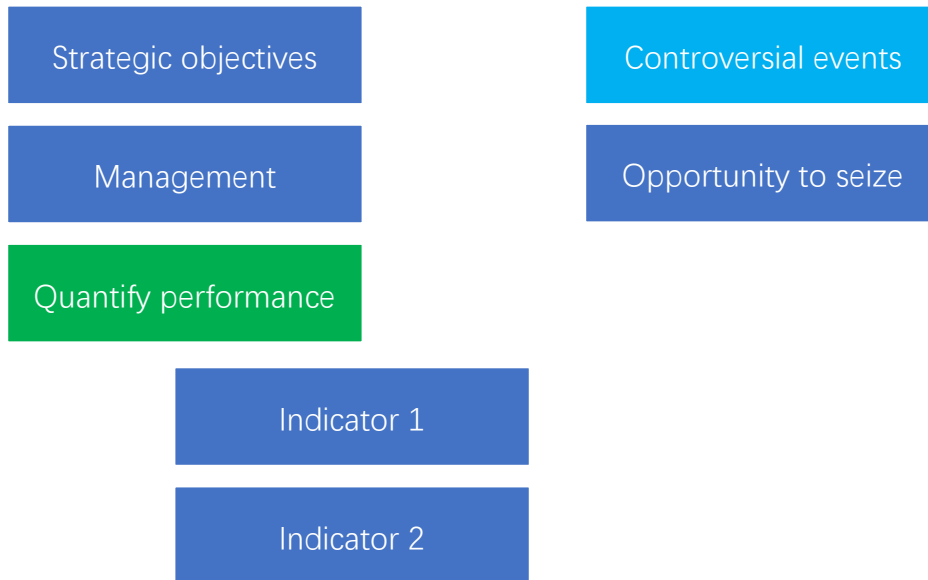 Strategic objectives
Management
Quantify performance
Indicator 1
Indicator 2
Controversial events
Opportunity to seize